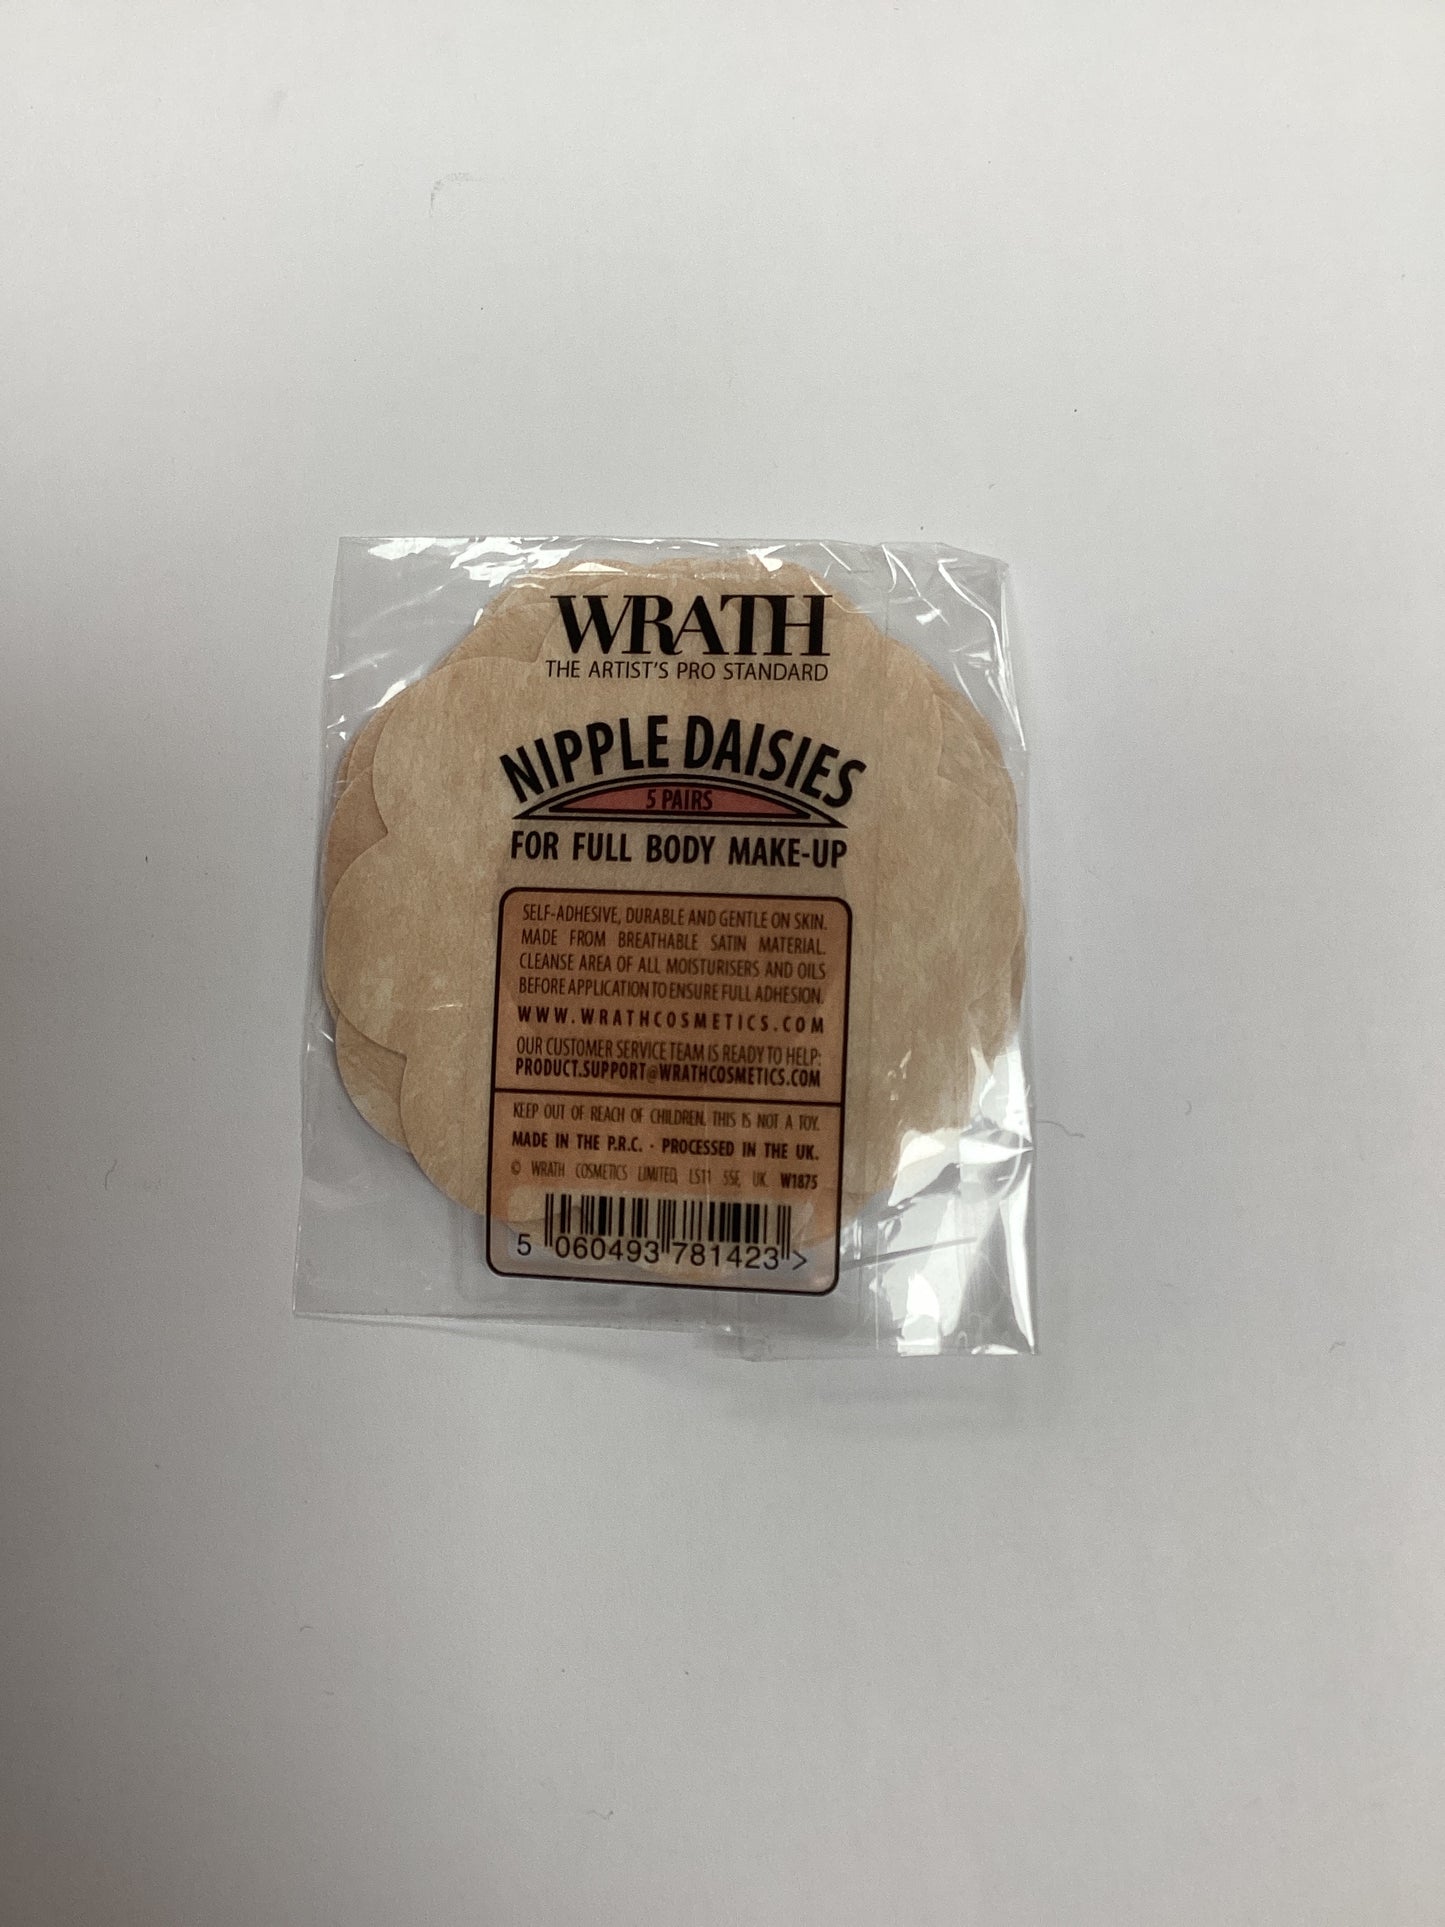 WRATH
THE ARTIST'S PRO STANDARD
NIPPLE DAISIES
5 PAIRS
FOR FULL BODY MAKE-UP
SELF-ADHESIVE, DURABLE AND GENTLE ON SKIN.
MADE FROM BREATHABLE SATIN MATERIAL.
CLEANSE AREA OF ALL MOISTURISERS AND OILS
BEFORE APPLICATION TO ENSURE FULL ADHESION.
WWW.WRATHCOSMETICS.COM
OUR CUSTOMER SERVICE TEAM IS READY TO HELP:
PRODUCT.SUPPORT@WRATHCOSMETICS.COM
KEEP OUT OF REACH OF CHILDREN. THIS IS NOT A TOY.
MADE IN THE P.R.C. · PROCESSED IN THE UK.
© WRATH COSMETICS LIMITED, LS11 5SE, UK. W1875
5 060493 781423 >